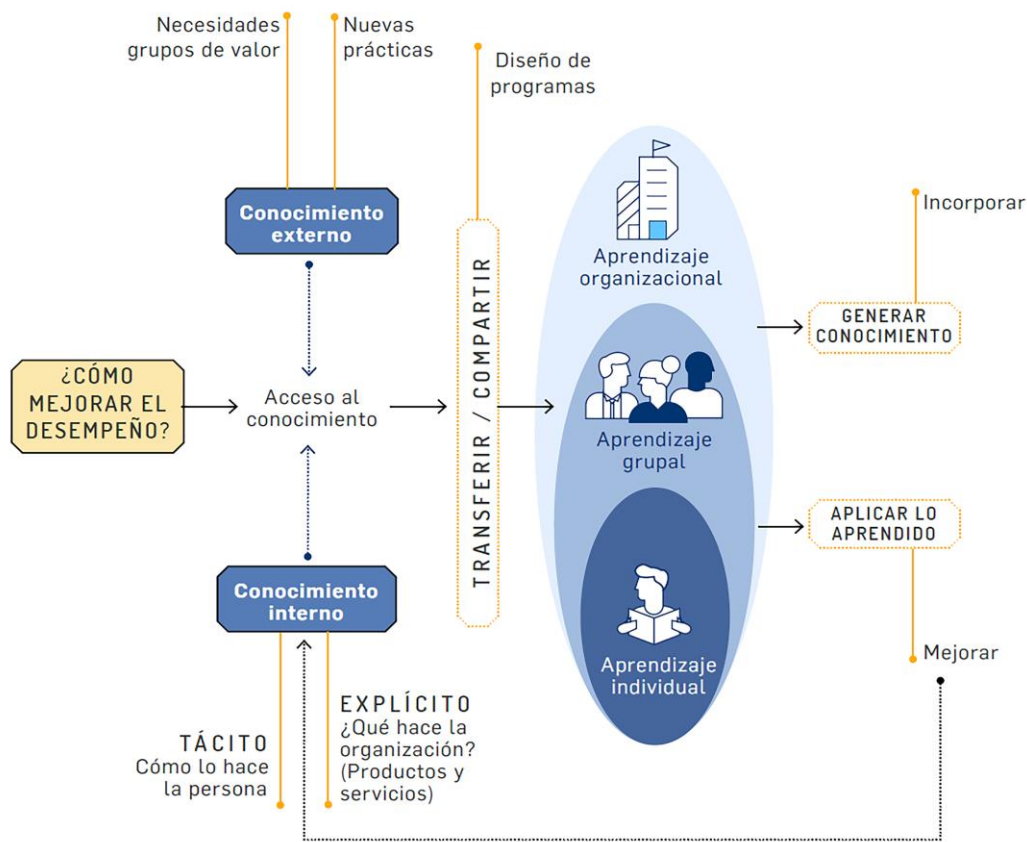 Necesidades
grupos de valor
Nuevas
prácticas
Diseño de
programas
Conocimiento
externo
Aprendizaje
organizacional
Incorporar
GENERAR
CONOCIMIENTO
¿CÓMO
MEJORAR EL
DESEMPEÑO?
Acceso al
conocimiento
TRANSFERIR / COMPARTIR
Aprendizaje
grupal
APLICAR LO
APRENDIDO
Conocimiento
interno
Aprendizaje
individual
Mejorar
TÁCITO
Cómo lo hace
la persona
EXPLÍCITO
¿Qué hace la
organización?
(Productos y
servicios)